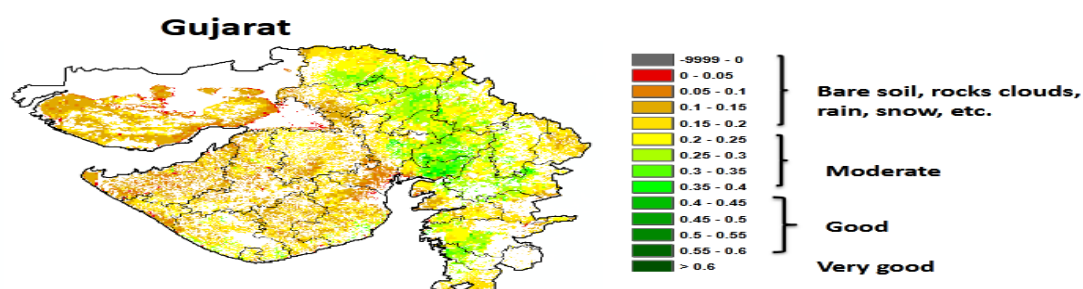 Gujarat
-9999 - 0
0 - 0.05
0.05 - 0.1
0.1 - 0.15
0.15 - 0.2
0.2 - 0.25
0.25 - 0.3
0.3 - 0.35
0.35 - 0.4
0.4 - 0.45
0.45 - 0.5
0.5 - 0.55
0.55 - 0.6
> 0.6
Bare soil, rocks clouds,
rain, snow, etc.
Moderate
Good
Very good